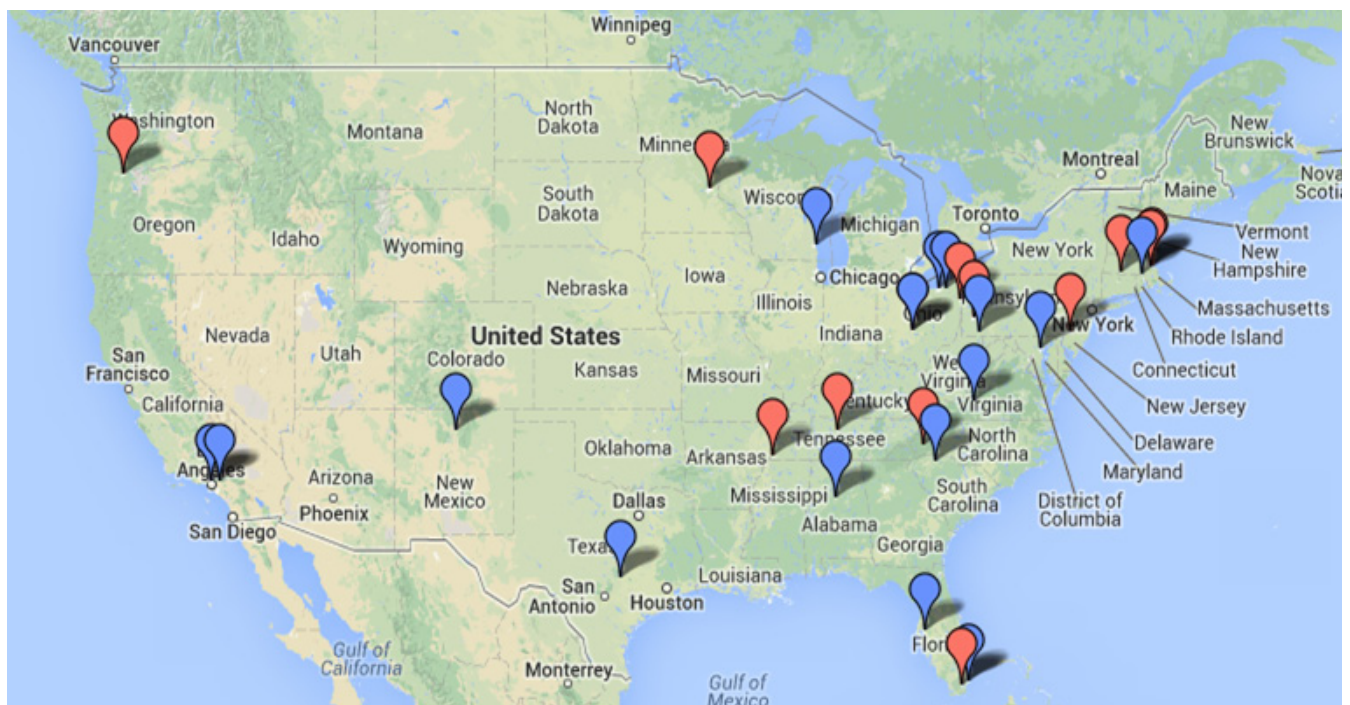 Winnipeg
Vancouver
Washington
North
Dakota
Montana
Minnesota
New
Brunswick
Montreal
Nova
Scotia
Maine
South
Dakota
Wisconsin
Michigan
Toronto
Oregon
Idaho
Wyoming
Vermont
New
Hampshire
New York
Iowa
Chicago
Nebraska
Illinois
Pennsylvania
Massachusetts
Ohio
New York
Rhode Island
Nevada
United States
Indiana
Utah
Colorado
San
Francisco
Kansas
Missouri
West
Virginia
Connecticut
California
Kentucky
Virginia
New Jersey
Oklahoma
Tennessee
North
Carolina
Delaware
Los
Angeles
Arkansas
Maryland
Arizona
New
Mexico
Mississippi
South
Carolina
District of
Columbia
Dallas
Phoenix
San Diego
Alabama
Texas
Georgia
Louisiana
San
Antonio
Houston
Florida
Gulf of
California
Monterrey
Gulf of
Mexico